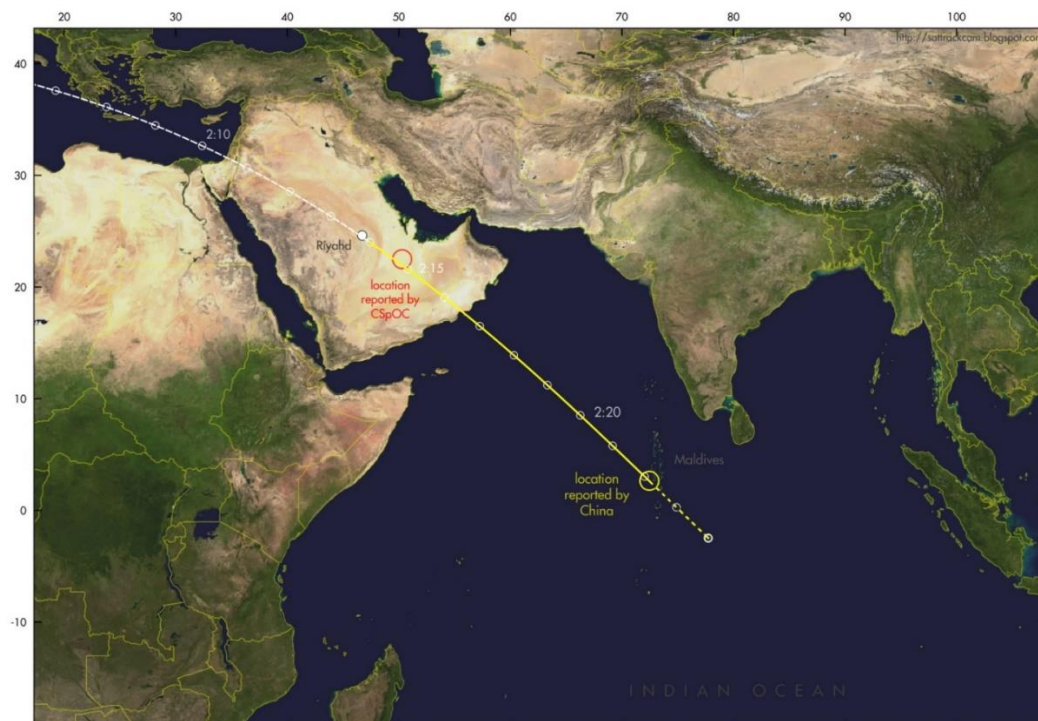 20 30 40 50 60 70 80 90 100
http://sattrackcam.blogspot.com
40
2:10
30
Riyahd
2:15
location
reported by
CSpOC
20
10
2:20
Maldives
location
reported by
China
0
-10
INDIAN OCEAN